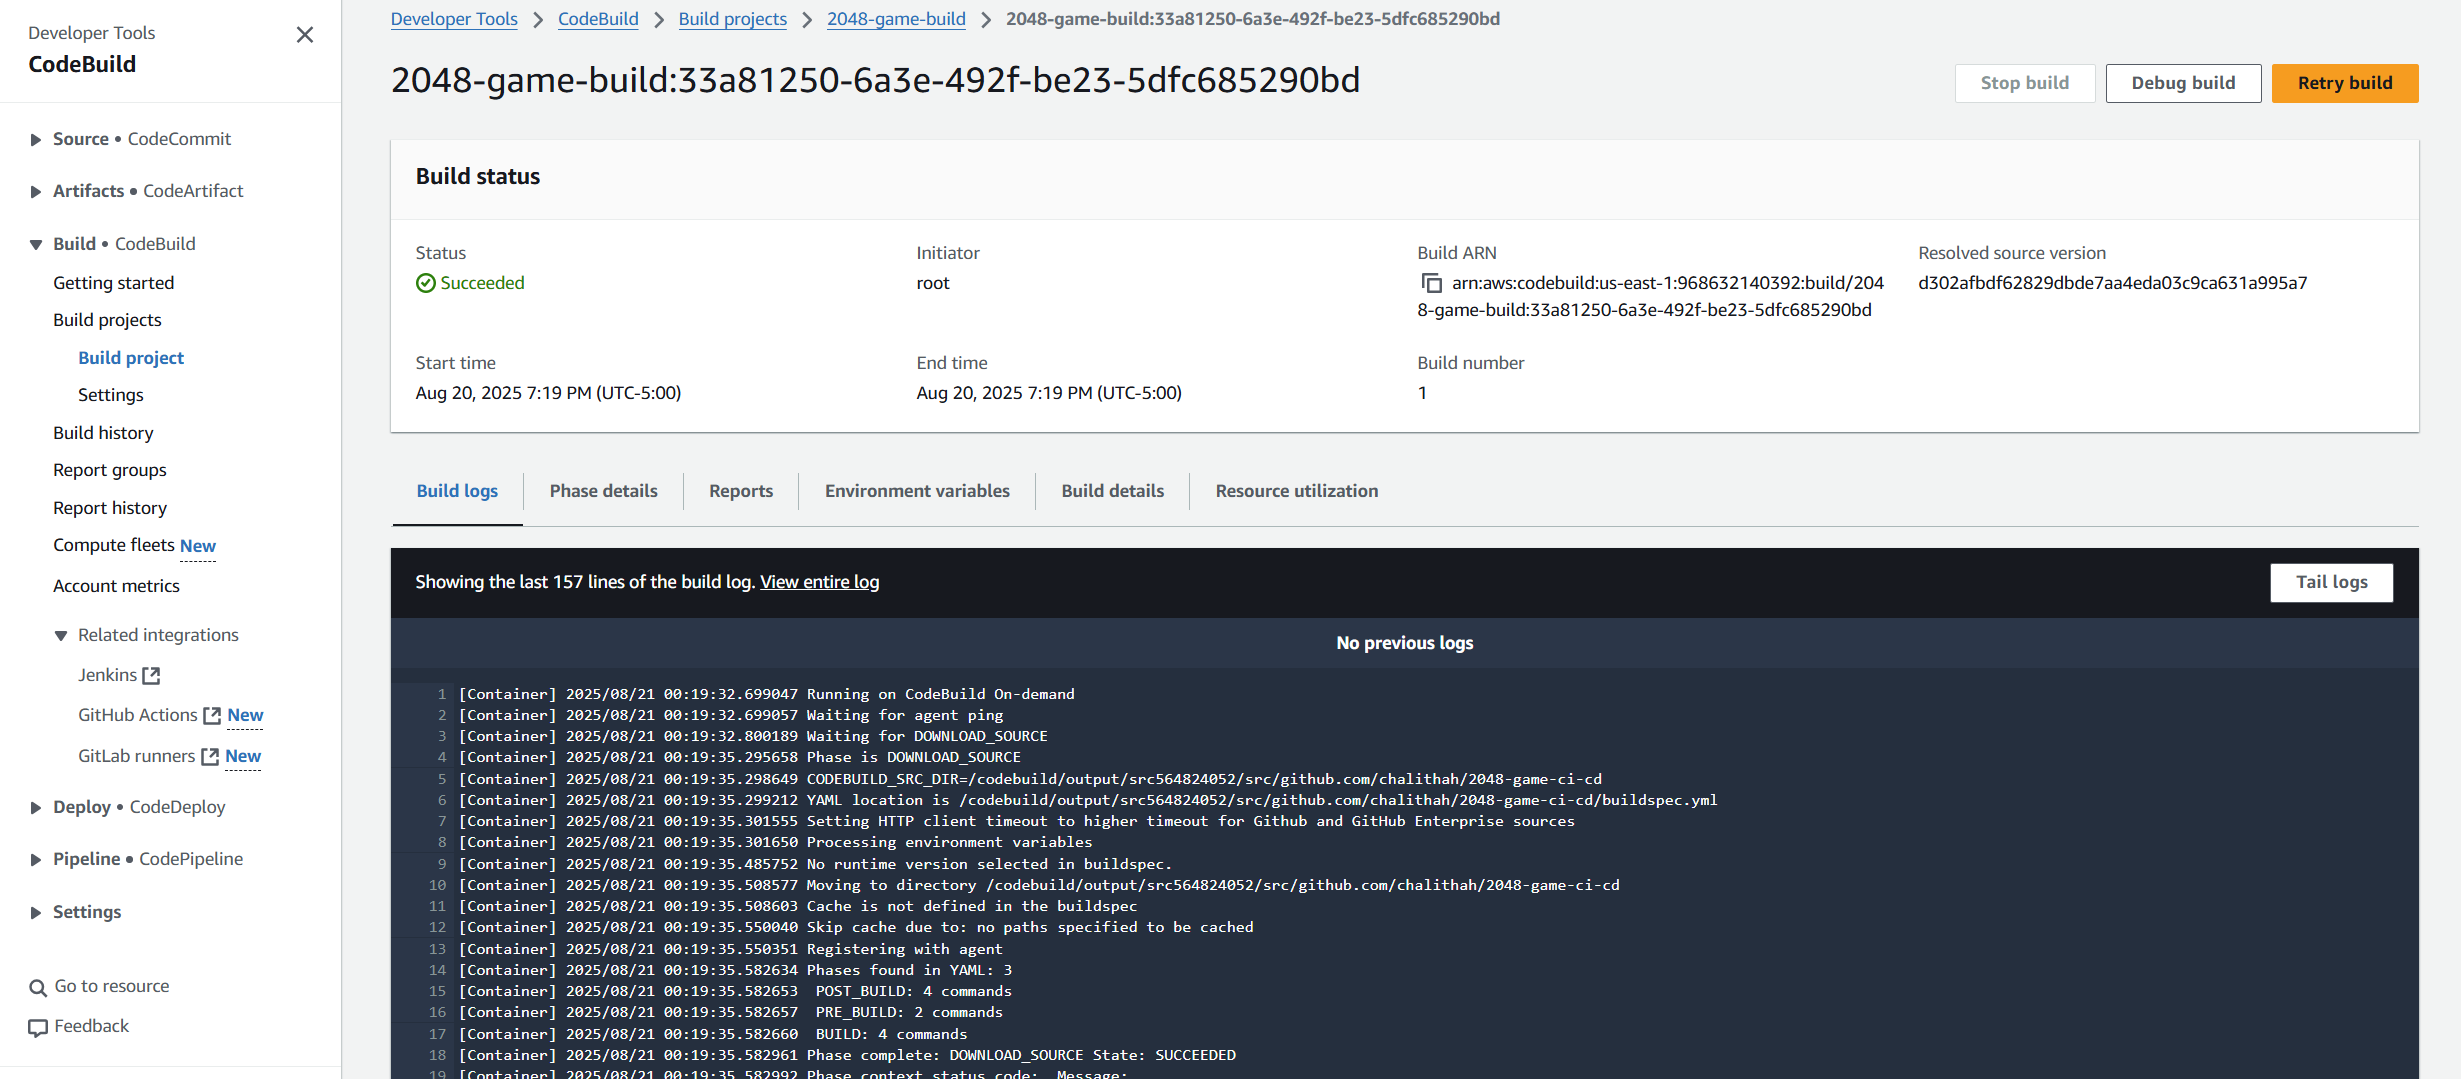 Developer Tools
CodeBuild
Source • CodeCommit
Artifacts • CodeArtifact
Build • CodeBuild
Getting started
Build projects
Build project
Settings
Build history
Report groups
Report history
Compute fleets New
Account metrics
Related integrations
Jenkins
GitHub Actions New
GitLab runners New
Deploy • CodeDeploy
Pipeline • CodePipeline
Settings
Go to resource
Feedback
Developer Tools > CodeBuild > Build projects > 2048-game-build > 2048-game-build:33a81250-6a3e-492f-be23-5dfc685290bd
2048-game-build:33a81250-6a3e-492f-be23-5dfc685290bd
Stop build
Debug build
Retry build
Build status
Status
Succeeded
Initiator
root
Build ARN
arn:aws:codebuild:us-east-1:968632140392:build/204
8-game-build:33a81250-6a3e-492f-be23-5dfc685290bd
Resolved source version
d302afbdf62829dbde7aa4eda03c9ca631a995a7
Start time
Aug 20, 2025 7:19 PM (UTC-5:00)
End time
Aug 20, 2025 7:19 PM (UTC-5:00)
Build number
1
Build logs
Phase details
Reports
Environment variables
Build details
Resource utilization
Showing the last 157 lines of the build log. View entire log
Tail logs
No previous logs
1 [Container] 2025/08/21 00:19:32.699047 Running on CodeBuild On-demand
2 [Container] 2025/08/21 00:19:32.699057 Waiting for agent ping
3 [Container] 2025/08/21 00:19:32.800189 Waiting for DOWNLOAD_SOURCE
4 [Container] 2025/08/21 00:19:35.295658 Phase is DOWNLOAD_SOURCE
5 [Container] 2025/08/21 00:19:35.298649 CODEBUILD_SRC_DIR=/codebuild/output/src564824052/src/github.com/chalithah/2048-game-ci-cd
6 [Container] 2025/08/21 00:19:35.299212 YAML location is /codebuild/output/src564824052/src/github.com/chalithah/2048-game-ci-cd/buildspec.yml
7 [Container] 2025/08/21 00:19:35.301555 Setting HTTP client timeout to higher timeout for Github and GitHub Enterprise sources
8 [Container] 2025/08/21 00:19:35.301650 Processing environment variables
9 [Container] 2025/08/21 00:19:35.485752 No runtime version selected in buildspec.
10 [Container] 2025/08/21 00:19:35.508577 Moving to directory /codebuild/output/src564824052/src/github.com/chalithah/2048-game-ci-cd
11 [Container] 2025/08/21 00:19:35.508603 Cache is not defined in the buildspec
12 [Container] 2025/08/21 00:19:35.550040 Skip cache due to: no paths specified to be cached
13 [Container] 2025/08/21 00:19:35.550351 Registering with agent
14 [Container] 2025/08/21 00:19:35.582634 Phases found in YAML: 3
15 [Container] 2025/08/21 00:19:35.582653 POST_BUILD: 4 commands
16 [Container] 2025/08/21 00:19:35.582657 PRE_BUILD: 2 commands
17 [Container] 2025/08/21 00:19:35.582660 BUILD: 4 commands
18 [Container] 2025/08/21 00:19:35.582961 Phase complete: DOWNLOAD_SOURCE State: SUCCEEDED
19 [Container] 2025/08/21 00:19:35.582992 Phase context status code: Message: